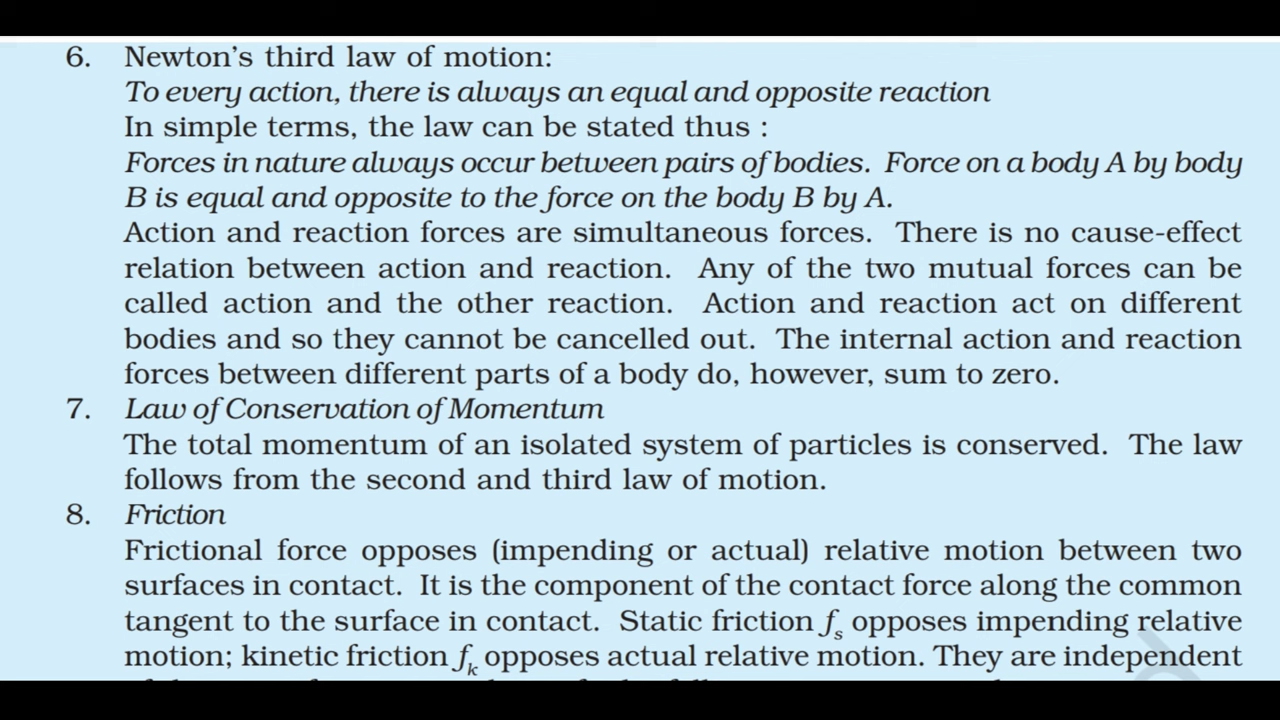 6. Newton's third law of motion:
To every action, there is always an equal and opposite reaction
In simple terms, the law can be stated thus :
Forces in nature always occur between pairs of bodies. Force on a body A by body
B is equal and opposite to the force on the body B by A.
Action and reaction forces are simultaneous forces. There is no cause-effect
relation between action and reaction. Any of the two mutual forces can be
called action and the other reaction. Action and reaction act on different
bodies and so they cannot be cancelled out. The internal action and reaction
forces between different parts of a body do, however, sum to zero.
7. Law of Conservation of Momentum
The total momentum of an isolated system of particles is conserved. The law
follows from the second and third law of motion.
8. Friction
Frictional force opposes (impending or actual) relative motion between two
surfaces in contact. It is the component of the contact force along the common
tangent to the surface in contact. Static friction fs opposes impending relative
motion; kinetic friction fk opposes actual relative motion. They are independent